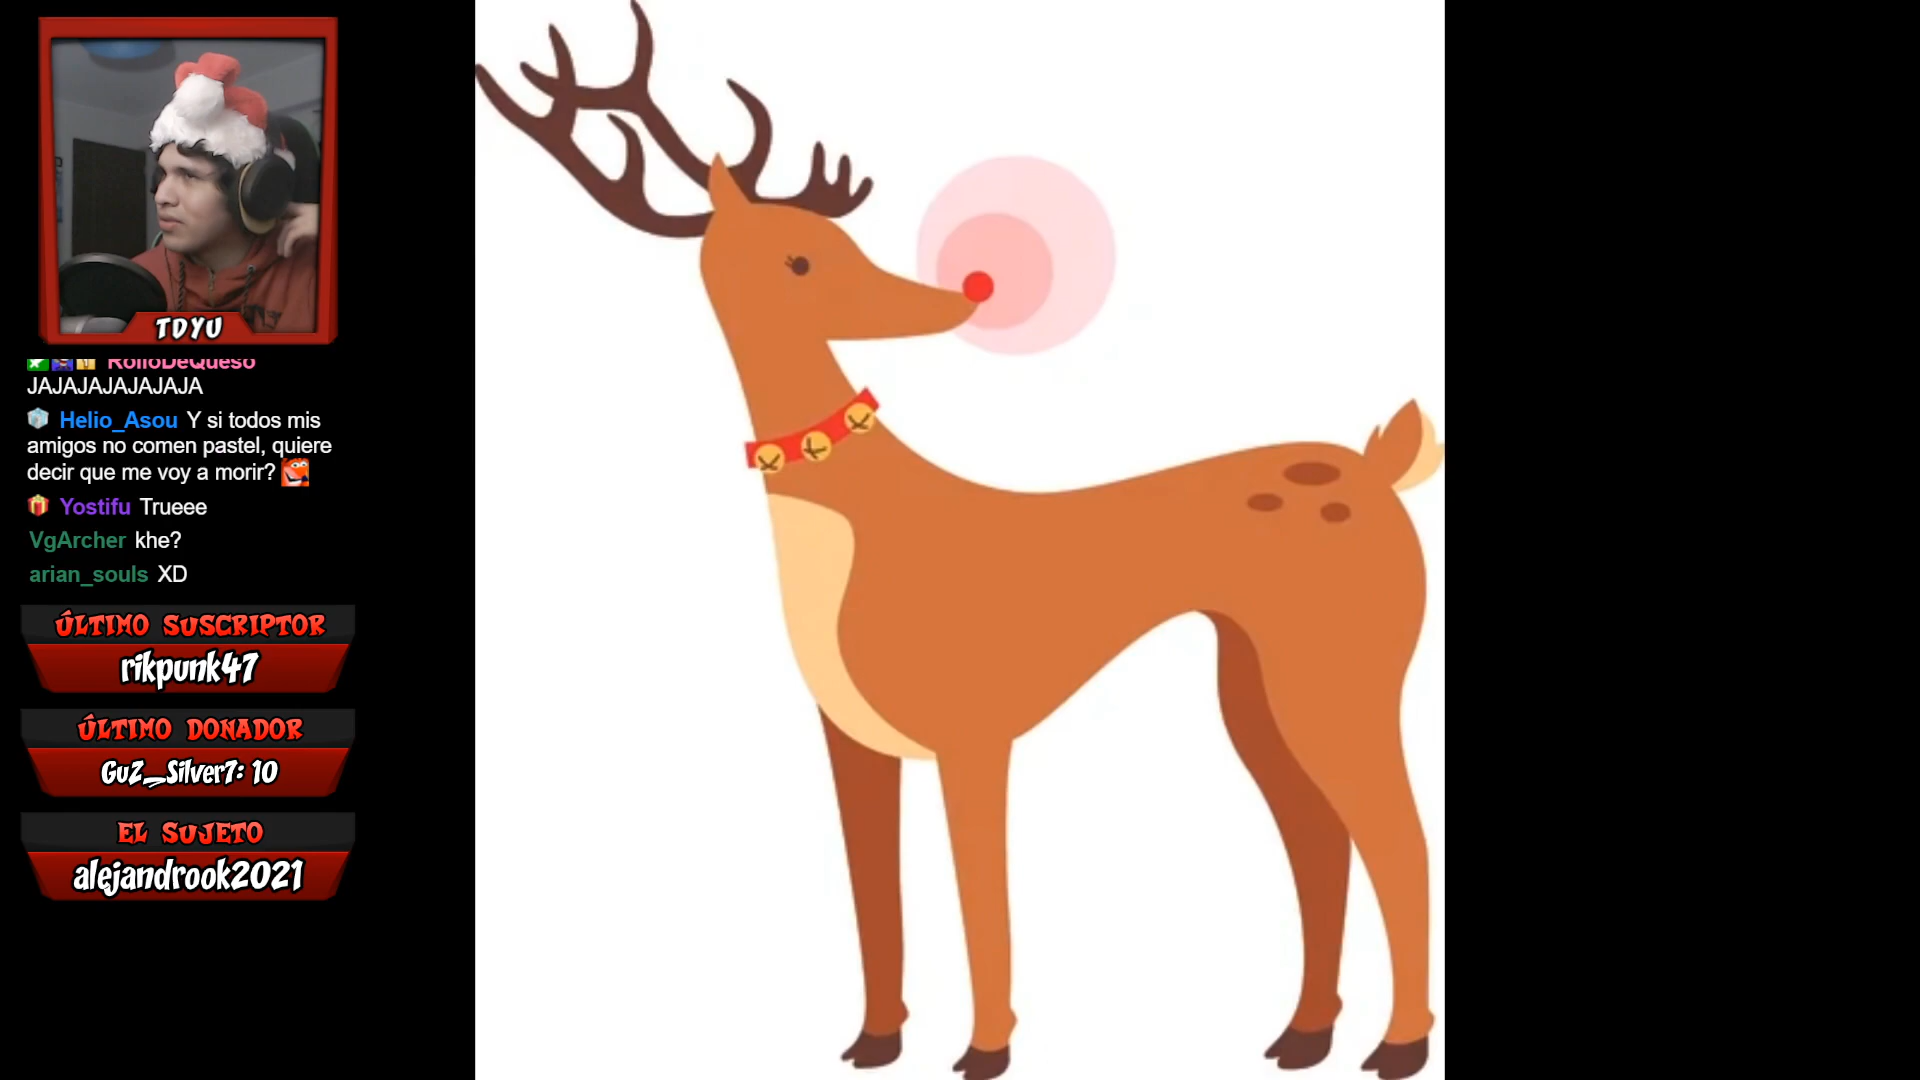 TDYU
RolloDeQueso
JAJAJAJAJAJAJA
Helio_Asou Y si todos mis
amigos no comen pastel, quiere
decir que me voy a morir?
Yostifu Trueee
VgArcher khe?
arian_souls XD
ÚLTIMO SUSCRIPTOR
rikpunk47
ÚLTIMO DONADOR
GuZ_Silver7: 10
EL SUJETO
alejandrook2021